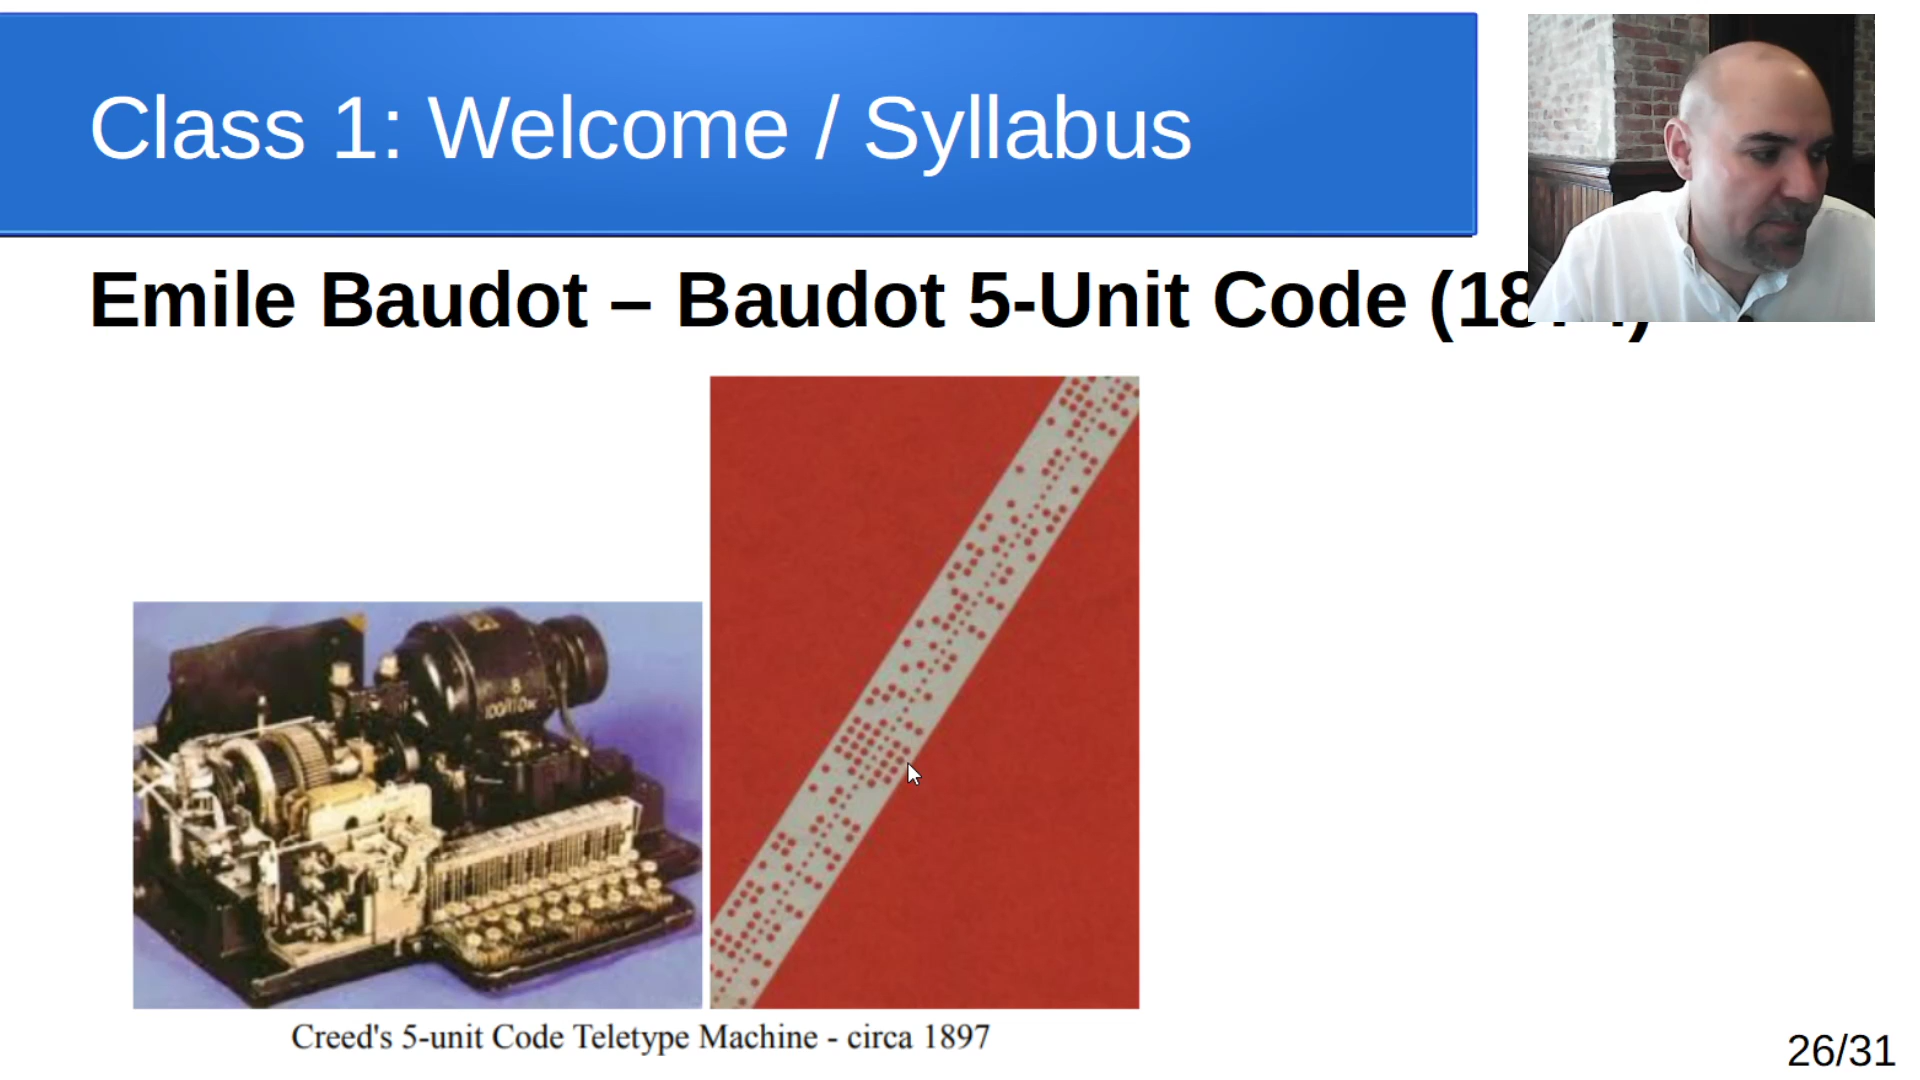 Class 1: Welcome / Syllabus
Emile Baudot – Baudot 5-Unit Code (18
Creed's 5-unit Code Teletype Machine - circa 1897
26/31